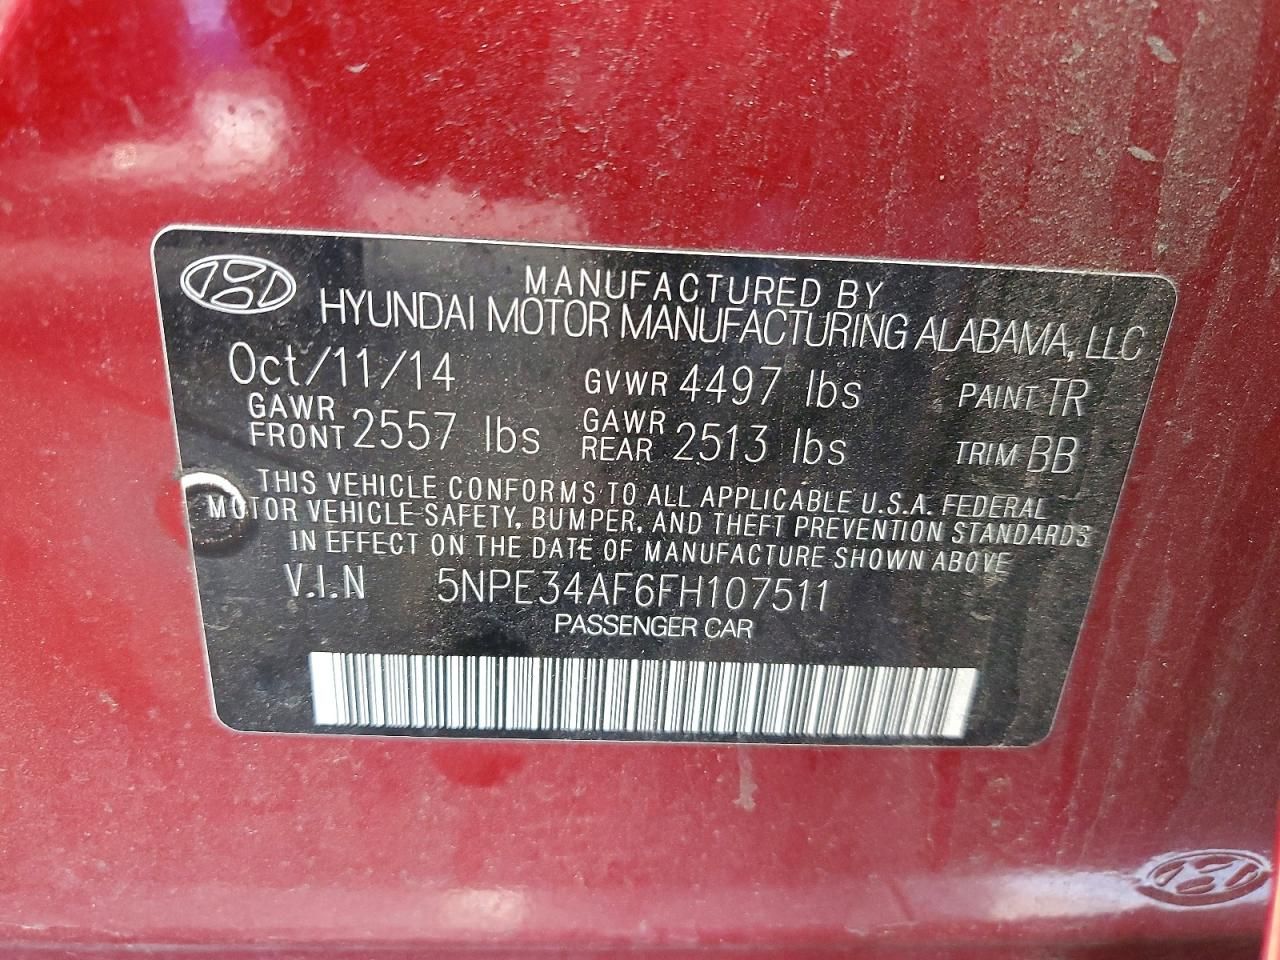 MANUFACTURED BY
HYUNDAI MOTOR MANUFACTURING ALABAMA, LLC
Oct/11/14 GVWR 4497 lbs PAINT TR
GAWR FRONT 2557 lbs GAWR REAR 2513 lbs TRIM BB
THIS VEHICLE CONFORMS TO ALL APPLICABLE U.S.A. FEDERAL
MOTOR VEHICLE SAFETY, BUMPER, AND THEFT PREVENTION STANDARDS
IN EFFECT ON THE DATE OF MANUFACTURE SHOWN ABOVE
V.I.N 5NPE34AF6FH107511
PASSENGER CAR